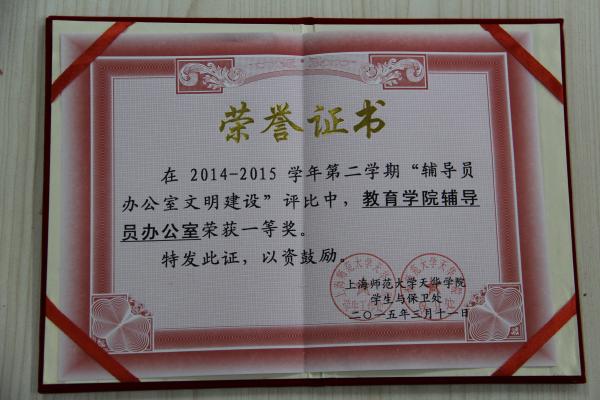 荣誉证书
在 2014-2015 学年第二学期“辅导员
办公室文明建设”评比中，教育学院辅导
员办公室荣获一等奖。
特发此证，以资鼓励。
上海师范大学天华学院
学生与保卫处
二〇一五年三月十一日